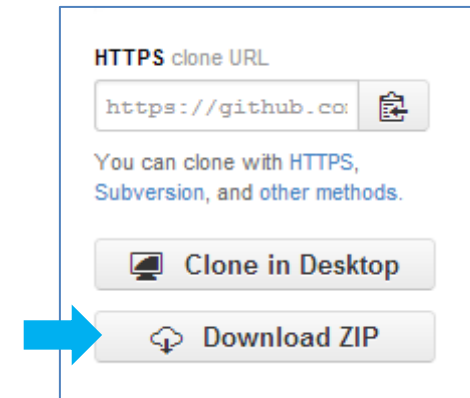 HTTPS clone URL
https://github.co
You can clone with HTTPS,
Subversion, and other methods.
Clone in Desktop
Download ZIP